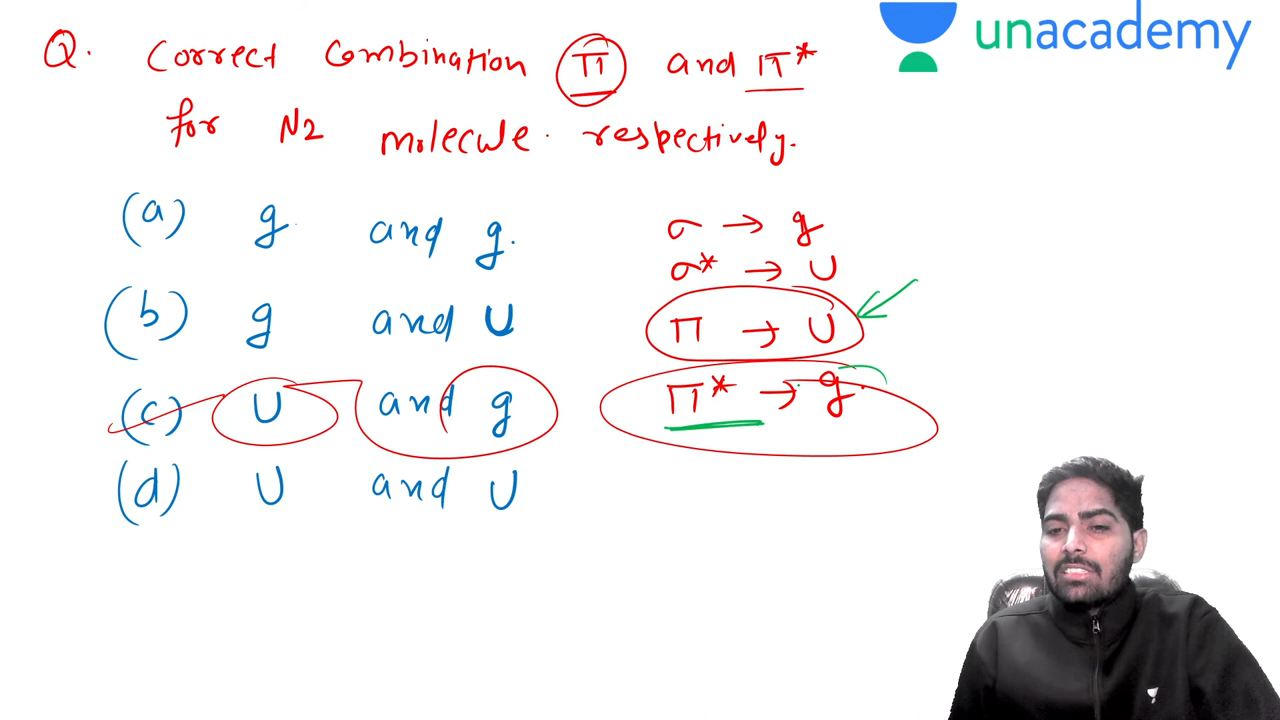 unacademy
Q. Correct Combination π and π*
for N2 molecule. respectively.
(a) g and g.
(b) g and U
(c) U and g
(d) U and U
σ → g
σ* → U
π → U
π* → g